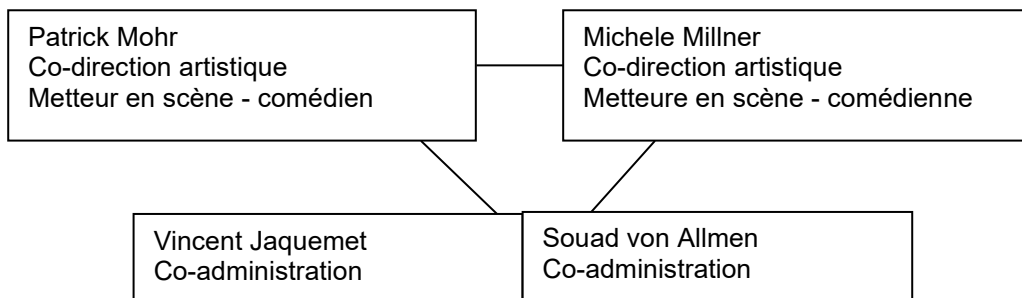 Patrick Mohr
Co-direction artistique
Metteur en scène - comédien
Michele Millner
Co-direction artistique
Metteure en scène - comédienne
Vincent Jaquemet
Co-administration
Souad von Allmen
Co-administration